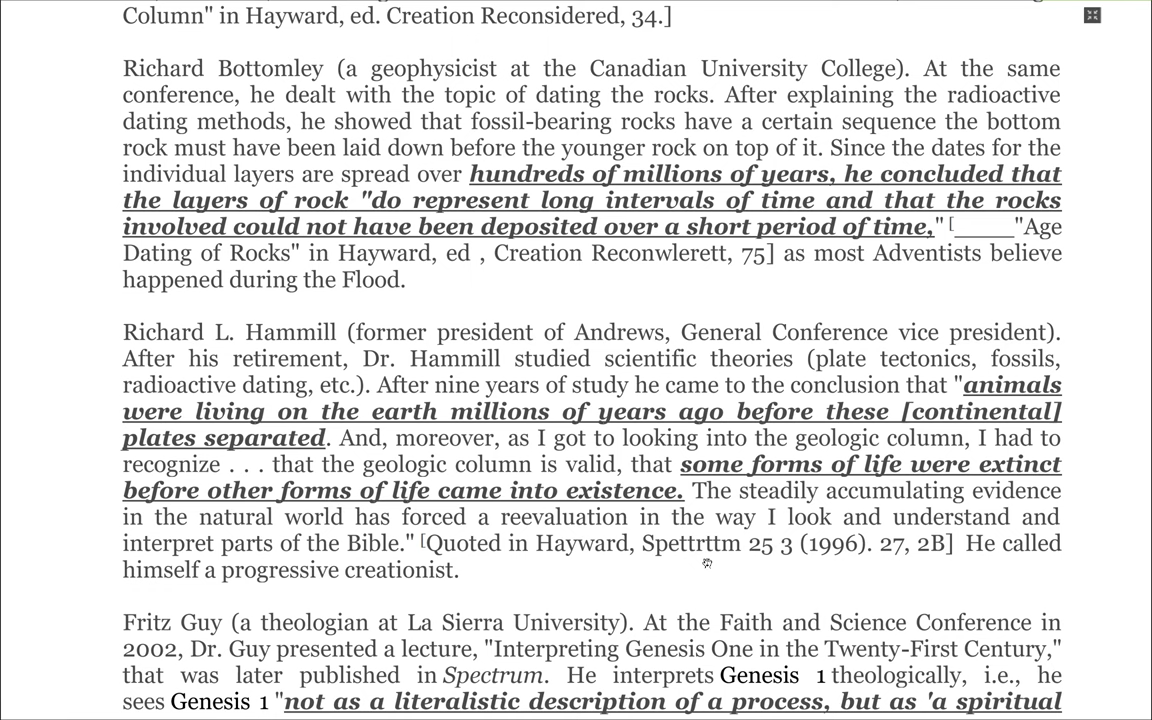 Column" in Hayward, ed. Creation Reconsidered, 34.]
Richard Bottomley (a geophysicist at the Canadian University College). At the same
conference, he dealt with the topic of dating the rocks. After explaining the radioactive
dating methods, he showed that fossil-bearing rocks have a certain sequence the bottom
rock must have been laid down before the younger rock on top of it. Since the dates for the
individual layers are spread over hundreds of millions of years, he concluded that
the layers of rock "do represent long intervals of time and that the rocks
involved could not have been deposited over a short period of time," [____"Age
Dating of Rocks" in Hayward, ed , Creation Reconwlerett, 75] as most Adventists believe
happened during the Flood.
Richard L. Hammill (former president of Andrews, General Conference vice president).
After his retirement, Dr. Hammill studied scientific theories (plate tectonics, fossils,
radioactive dating, etc.). After nine years of study he came to the conclusion that "animals
were living on the earth millions of years ago before these [continental]
plates separated. And, moreover, as I got to looking into the geologic column, I had to
recognize . . . that the geologic column is valid, that some forms of life were extinct
before other forms of life came into existence. The steadily accumulating evidence
in the natural world has forced a reevaluation in the way I look and understand and
interpret parts of the Bible." [Quoted in Hayward, Spettrttm 25 3 (1996). 27, 2B] He called
himself a progressive creationist.
Fritz Guy (a theologian at La Sierra University). At the Faith and Science Conference in
2002, Dr. Guy presented a lecture, "Interpreting Genesis One in the Twenty-First Century,"
that was later published in Spectrum. He interprets Genesis 1 theologically, i.e., he
sees Genesis 1 "not as a literalistic description of a process, but as 'a spiritual